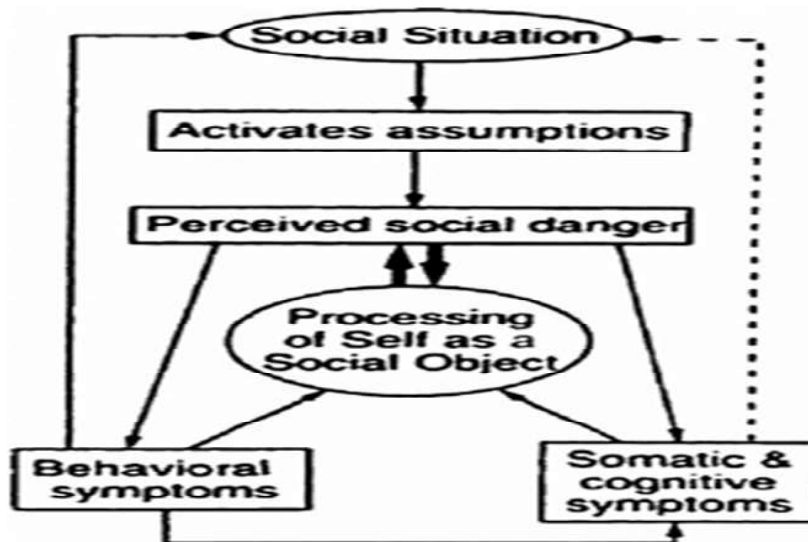 Social Situation
Activates assumptions
Perceived social danger
Processing
of Self as a
Social Object
Behavioral
symptoms
Somatic &
cognitive
symptoms